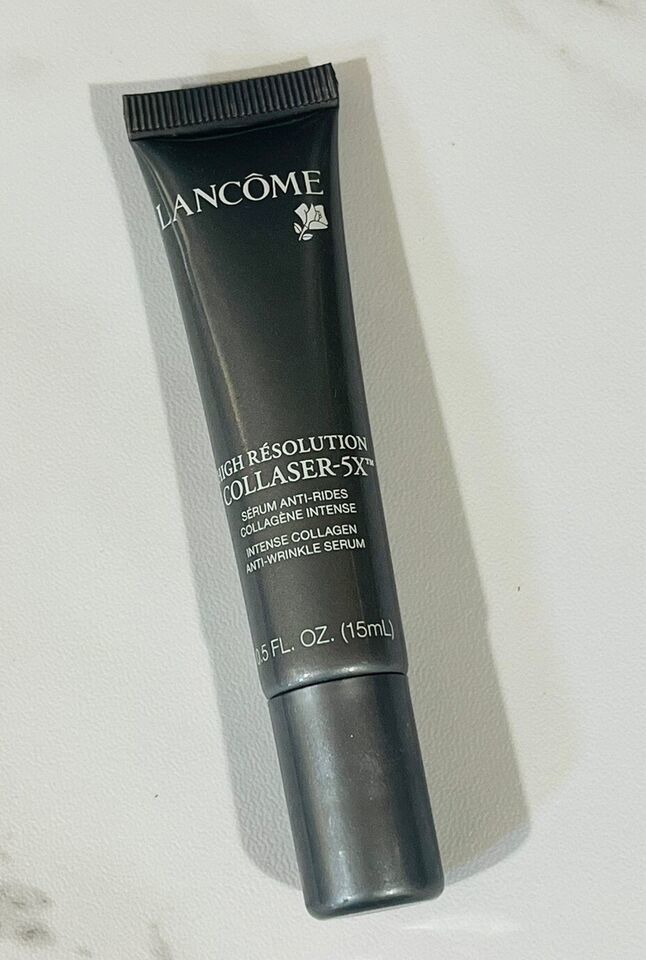 LANCÔME
HIGH RÉSOLUTION
COLLASER-5X™
SÉRUM ANTI-RIDES
COLLAGÈNE INTENSE
INTENSE COLLAGEN
ANTI-WRINKLE SERUM
0.5 FL. OZ. (15mL)